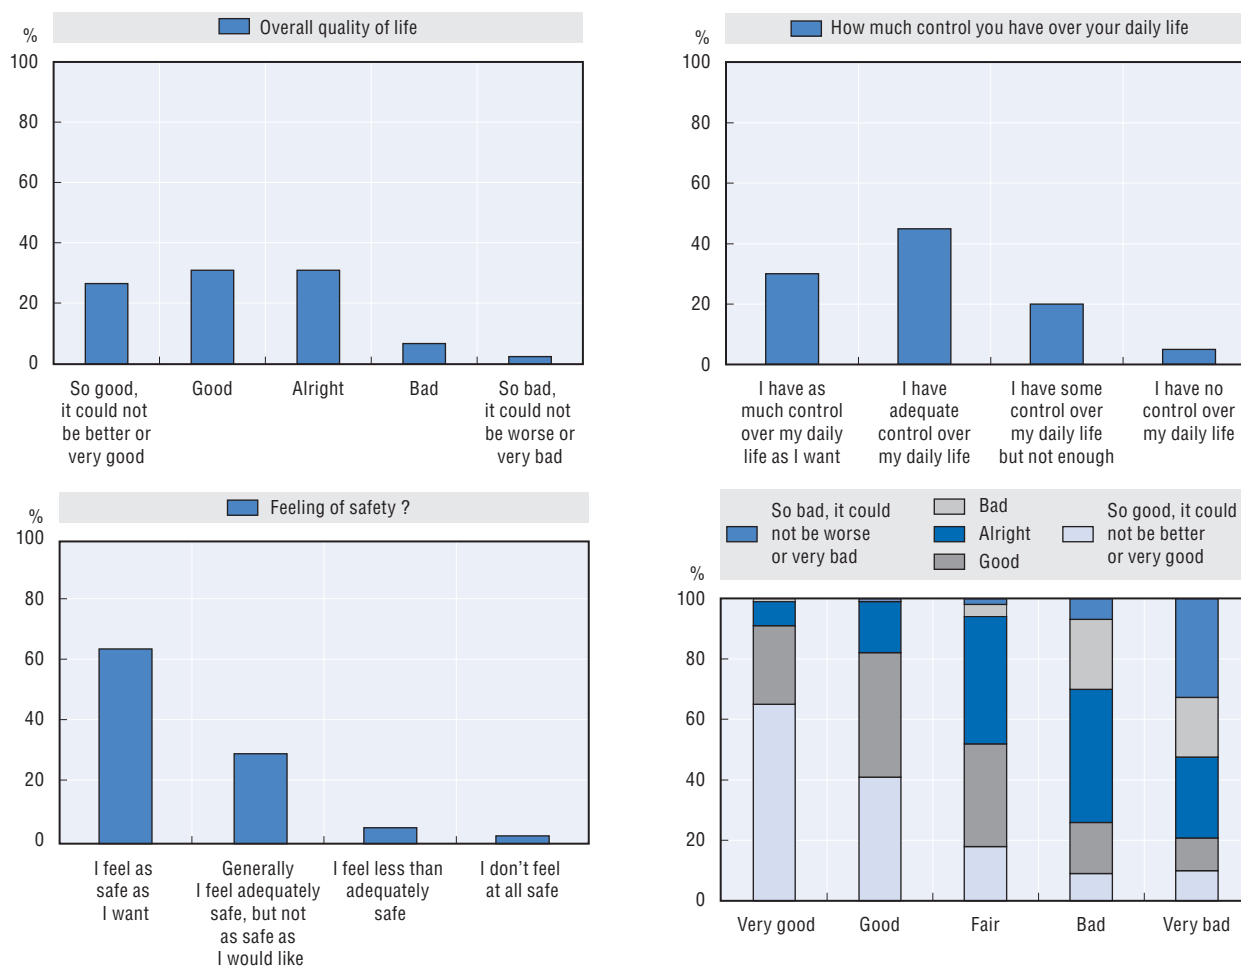 Overall quality of life
%
100
80
60
40
20
0
So good,
it could not
be better or
very good
Good
Alright
Bad
So bad,
it could not
be worse or
very bad
How much control you have over your daily life
%
100
80
60
40
20
0
I have as
much control
over my daily
life as I want
I have
adequate
control over
my daily life
I have some
control over
my daily life
but not enough
I have no
control over
my daily life
Feeling of safety ?
%
100
80
60
40
20
0
I feel as
safe as
I want
Generally
I feel adequately
safe, but not
as safe as
I would like
I feel less than
adequately
safe
I don't feel
at all safe
So bad, it could
not be worse
or very bad
Bad
Alright
Good
So good, it could
not be better
or very good
%
100
80
60
40
20
0
Very good
Good
Fair
Bad
Very bad